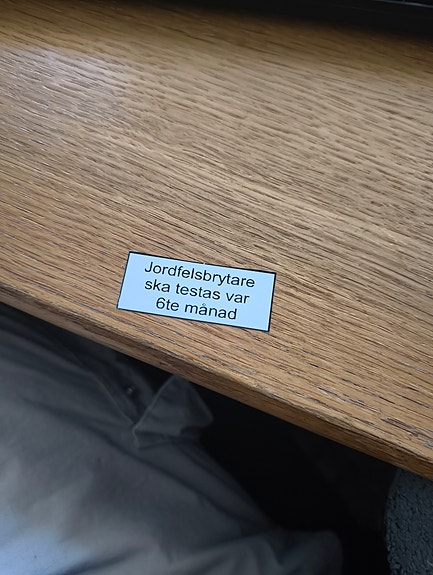 Jordfelsbrytare
ska testas var
6te månad